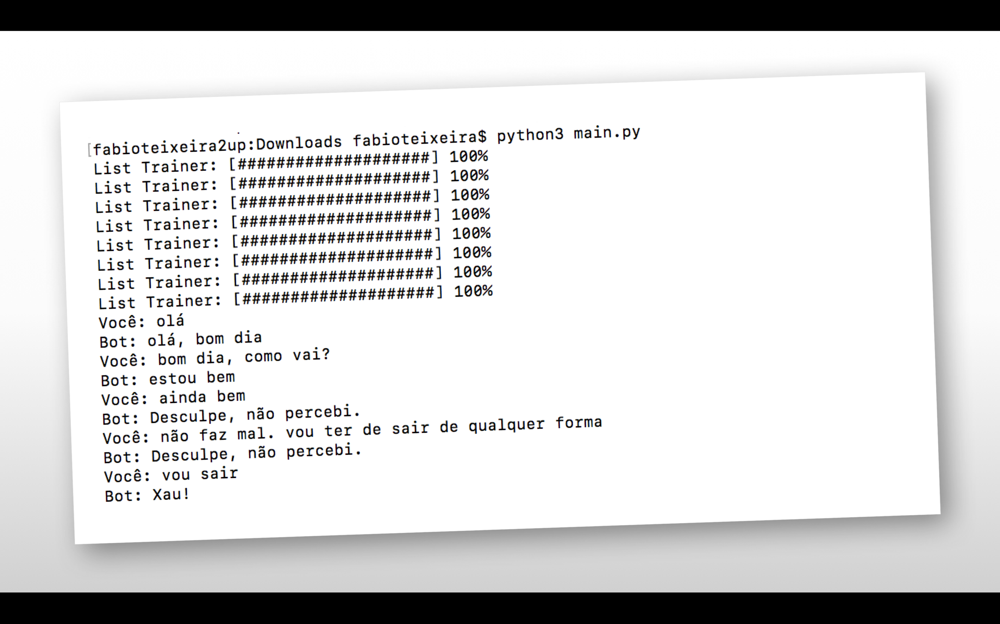 [fabioteixeira2up:Downloads fabioteixeira$ python3 main.py
List Trainer: [####################] 100%
List Trainer: [####################] 100%
List Trainer: [####################] 100%
List Trainer: [####################] 100%
List Trainer: [####################] 100%
List Trainer: [####################] 100%
List Trainer: [####################] 100%
List Trainer: [####################] 100%
Você: olá
Bot: olá, bom dia
Você: bom dia, como vai?
Bot: estou bem
Você: ainda bem
Bot: Desculpe, não percebi.
Você: não faz mal. vou ter de sair de qualquer forma
Bot: Desculpe, não percebi.
Você: vou sair
Bot: Xau!